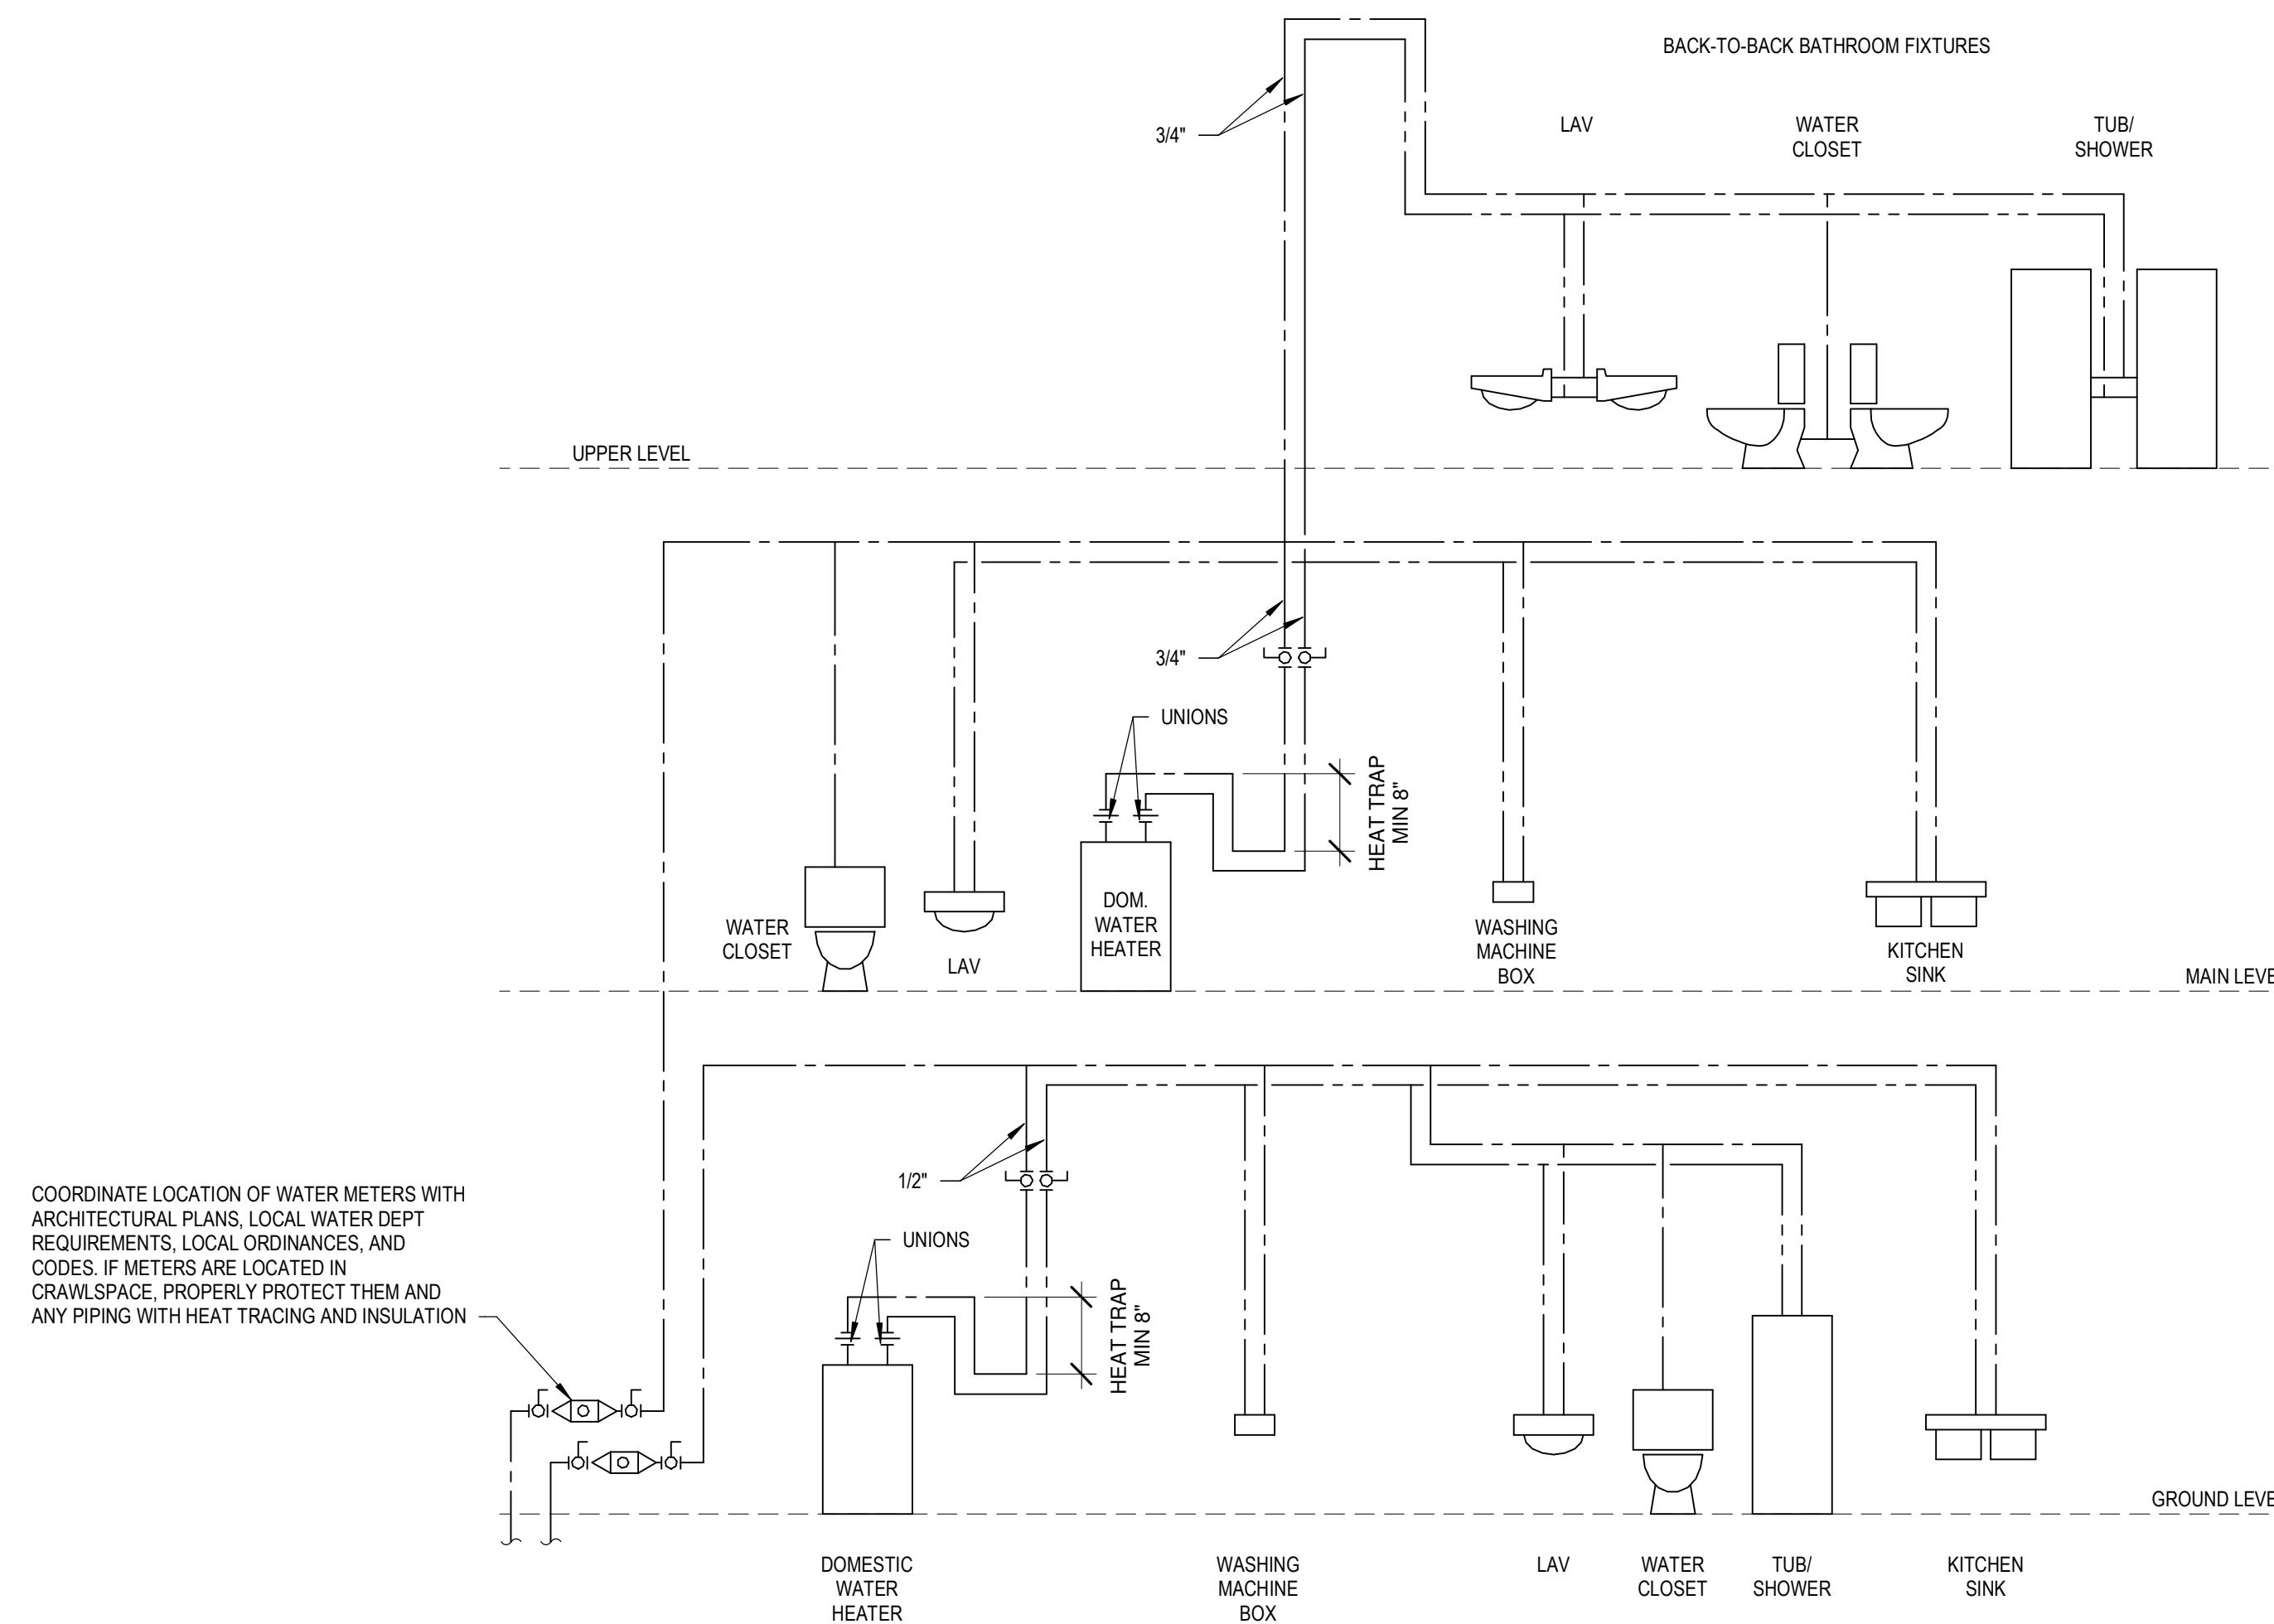 BACK-TO-BACK BATHROOM FIXTURES
3/4"
LAV
WATER
CLOSET
TUB/
SHOWER
UPPER LEVEL
3/4"
UNIONS
HEAT TRAP
MIN 8"
DOM.
WATER
HEATER
WATER
CLOSET
LAV
WASHING
MACHINE
BOX
KITCHEN
SINK
MAIN LEVE
1/2"
UNIONS
HEAT TRAP
MIN 8"
COORDINATE LOCATION OF WATER METERS WITH
ARCHITECTURAL PLANS, LOCAL WATER DEPT
REQUIREMENTS, LOCAL ORDINANCES, AND
CODES. IF METERS ARE LOCATED IN
CRAWLSPACE, PROPERLY PROTECT THEM AND
ANY PIPING WITH HEAT TRACING AND INSULATION
GROUND LEVE
DOMESTIC
WATER
HEATER
WASHING
MACHINE
BOX
LAV
WATER
CLOSET
TUB/
SHOWER
KITCHEN
SINK